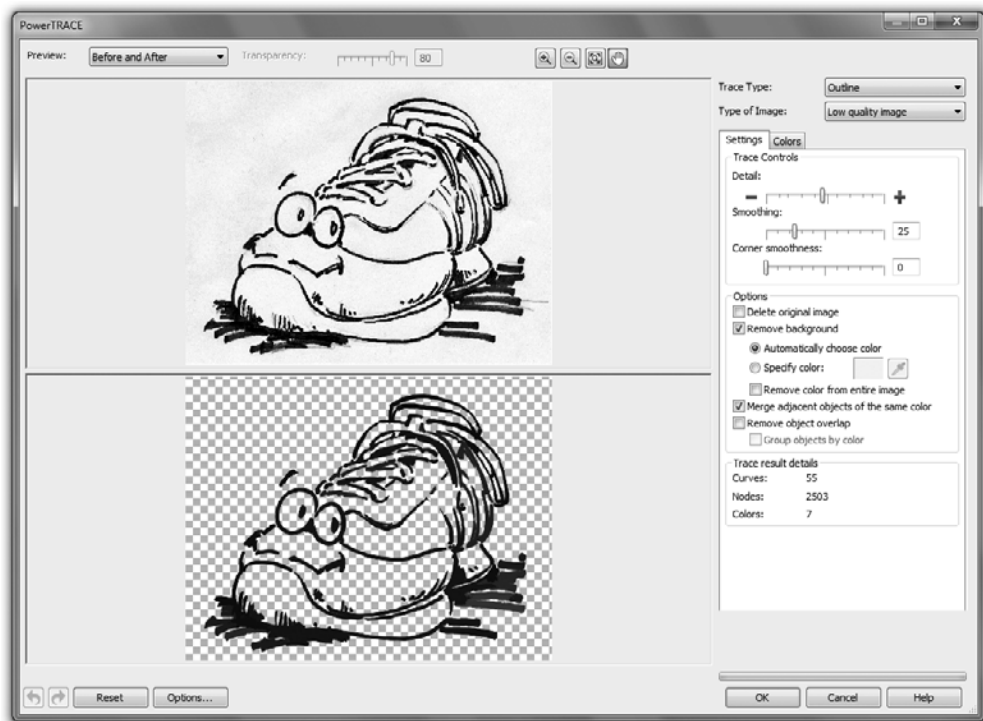 PowerTRACE
Preview: Before and After Transparency: 80
Trace Type: Outline
Type of Image: Low quality image
Settings Colors
Trace Controls
Detail:
Smoothing:
25
Corner smoothness:
0
Options
Delete original image
Remove background
Automatically choose color
Specify color:
Remove color from entire image
Merge adjacent objects of the same color
Remove object overlap
Group objects by color
Trace result details
Curves: 55
Nodes: 2503
Colors: 7
Reset Options... OK Cancel Help